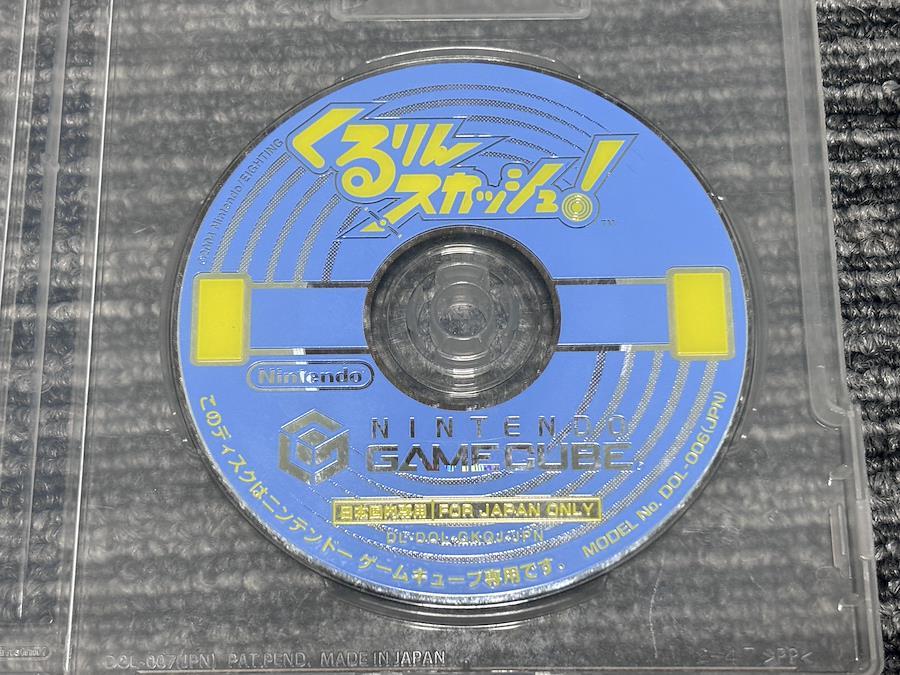 くるりん
スカッシュ!
TM
Nintendo/EIGHTING
Nintendo
NINTENDO
GAMECUBE
日本国内専用 FOR JAPAN ONLY
DL-DOL-GKQJ-JPN
このディスクはニンテンドー ゲームキューブ専用です。
MODEL No. DOL-006(JPN)
DOL-007(JPN) PAT.PEND. MADE IN JAPAN
>PP<